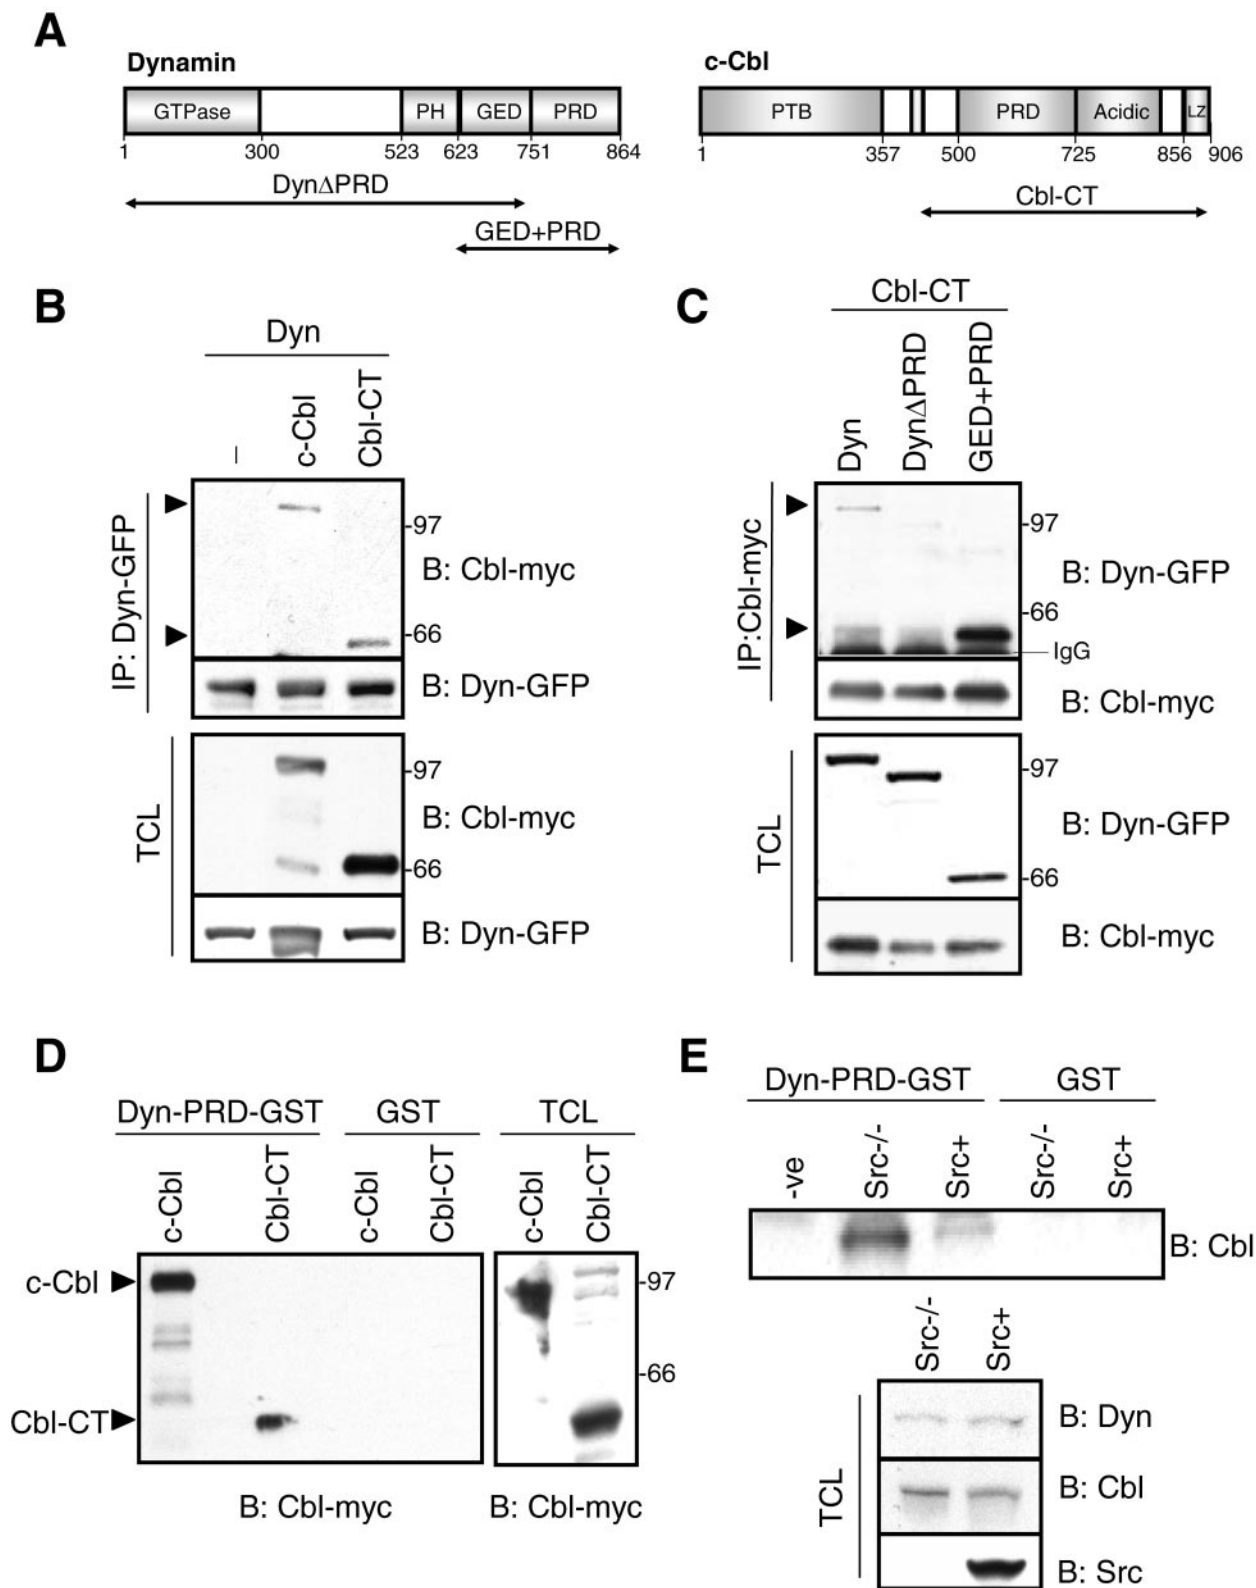 A
Dynamin
GTPase PH GED PRD
1 300 523 623 751 864
DynΔPRD
GED+PRD
c-Cbl
PTB PRD Acidic LZ
1 357 500 725 856 906
Cbl-CT
B
Dyn
– c-Cbl Cbl-CT
IP: Dyn-GFP
-97
B: Cbl-myc
-66
B: Dyn-GFP
TCL
-97
B: Cbl-myc
-66
B: Dyn-GFP
C
Cbl-CT
Dyn DynΔPRD GED+PRD
IP:Cbl-myc
-97
B: Dyn-GFP
-66
IgG
B: Cbl-myc
TCL
-97
B: Dyn-GFP
-66
B: Cbl-myc
D
Dyn-PRD-GST GST TCL
c-Cbl Cbl-CT c-Cbl Cbl-CT c-Cbl Cbl-CT
c-Cbl
-97
-66
Cbl-CT
B: Cbl-myc B: Cbl-myc
E
Dyn-PRD-GST GST
-ve Src-/- Src+ Src-/- Src+
B: Cbl
Src-/- Src+
TCL
B: Dyn
B: Cbl
B: Src